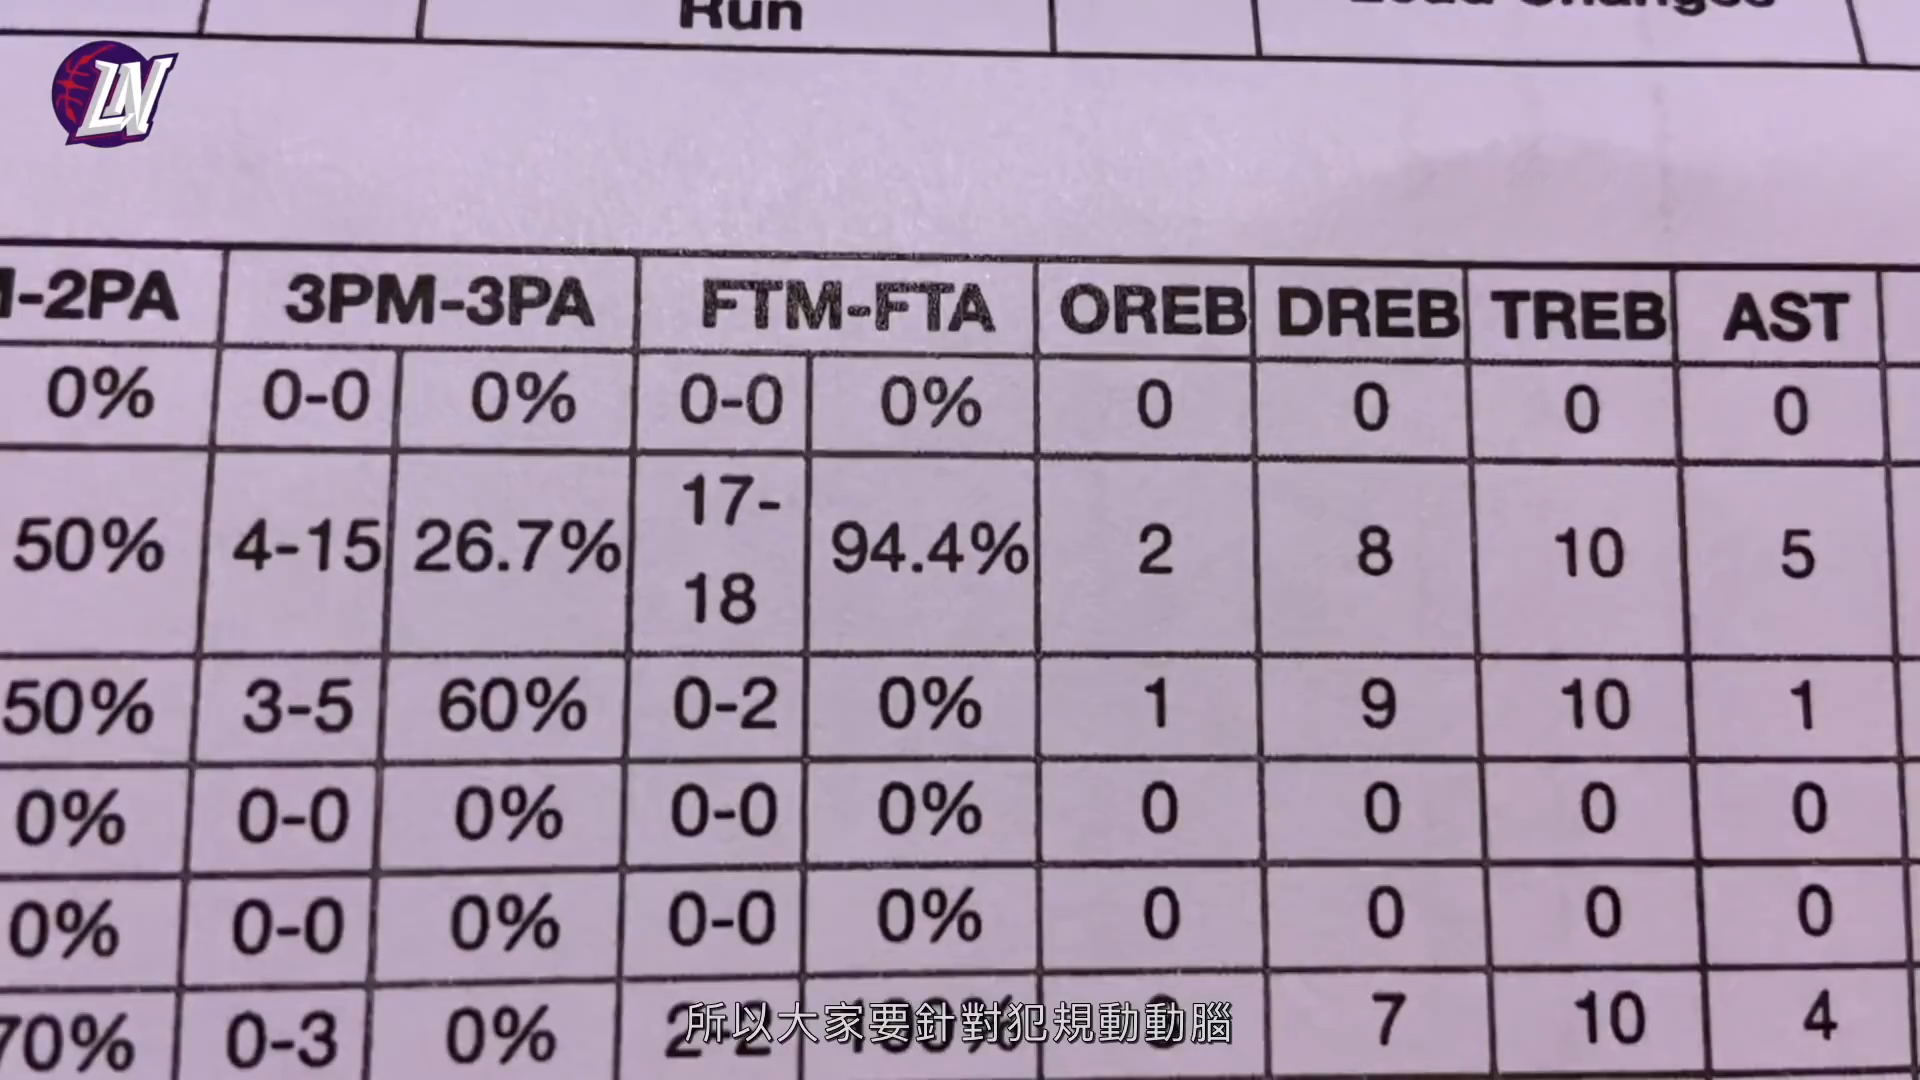 Run
LN
-2PA 3PM-3PA FTM-FTA OREB DREB TREB AST
0% 0-0 0% 0-0 0% 0 0 0 0
50% 4-15 26.7% 17-18 94.4% 2 8 10 5
50% 3-5 60% 0-2 0% 1 9 10 1
0% 0-0 0% 0-0 0% 0 0 0 0
0% 0-0 0% 0-0 0% 0 0 0 0
70% 0-3 0% 2-2 100% 3 7 10 4
所以大家要針對犯規動動腦